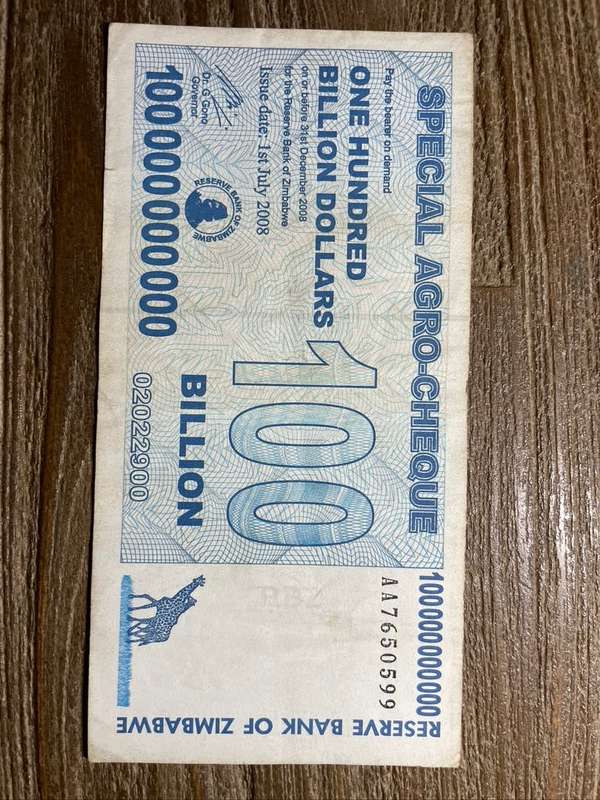 SPECIAL AGRO-CHEQUE
100000000000
Pay the bearer on demand
ONE HUNDRED
BILLION DOLLARS
on or before 31st December 2008
for the Reserve Bank of Zimbabwe
Issue date: 1st July 2008
Dr. G Gono
Governor
100000000000
RESERVE BANK OF ZIMBABWE
100
BILLION
02022900
AA7650599
RESERVE BANK OF ZIMBABWE